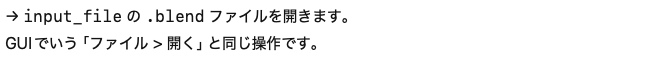 → input_file の .blend ファイルを開きます。
GUIでいう「ファイル > 開く」と同じ操作です。